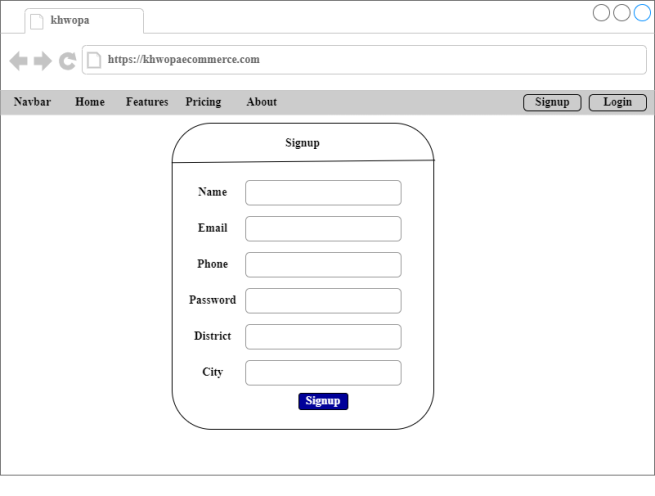 khwopa
https://khwopaecommerce.com
Navbar Home Features Pricing About Signup Login
Signup
Name
Email
Phone
Password
District
City
Signup